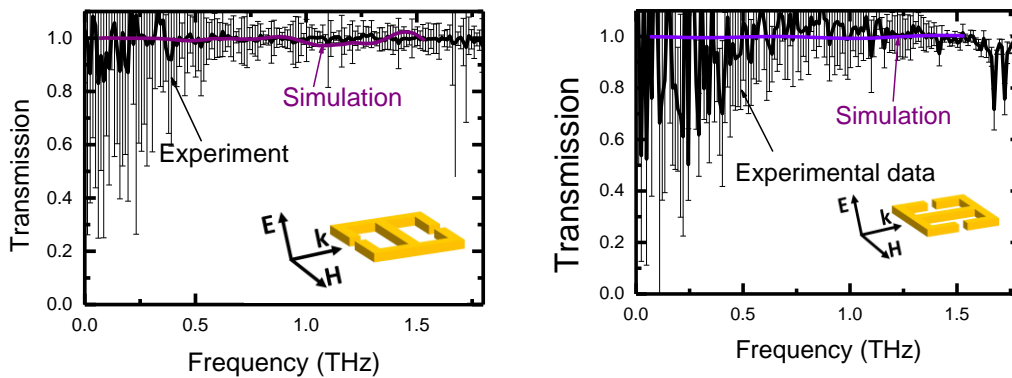 1.0
0.8
0.6
0.4
0.2
0.0
Transmission
Simulation
Experiment
E
k
H
0.0 0.5 1.0 1.5
Frequency (THz)
1.0
0.8
0.6
0.4
0.2
0.0
Transmission
Simulation
Experimental data
E
k
H
0.0 0.5 1.0 1.5
Frequency (THz)